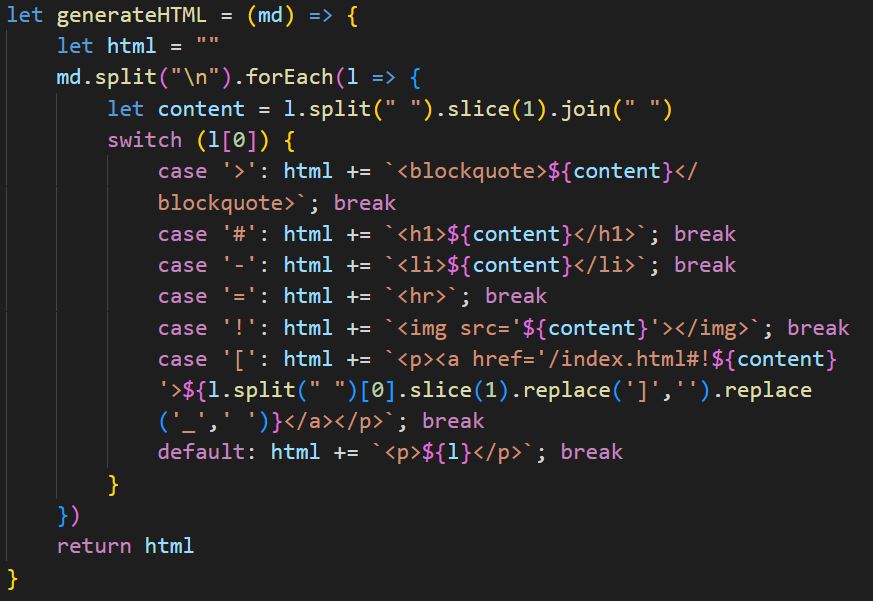 let generateHTML = (md) => {
    let html = ""
    md.split("\n").forEach(l => {
        let content = l.split(" ").slice(1).join(" ")
        switch (l[0]) {
            case '>': html += `<blockquote>${content}</
            blockquote>`; break
            case '#': html += `<h1>${content}</h1>`; break
            case '-': html += `<li>${content}</li>`; break
            case '=': html += `<hr>`; break
            case '!': html += `<img src='${content}'></img>`; break
            case '[': html += `<p><a href='/index.html#!${content}
            '>${l.split(" ")[0].slice(1).replace(']','').replace
            ('_',' ')}</a></p>`; break
            default: html += `<p>${l}</p>`; break
        }
    })
    return html
}